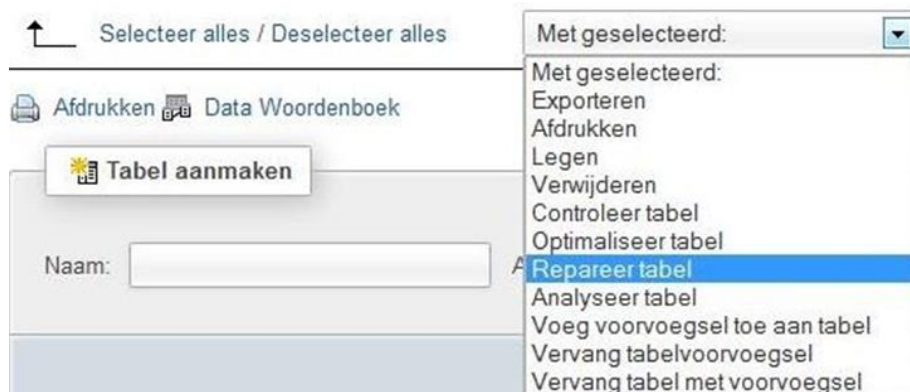 Selecteer alles / Deselecteer alles
Met geselecteerd:
Met geselecteerd:
Exporteren
Afdrukken
Legen
Verwijderen
Controleer tabel
Optimaliseer tabel
Repareer tabel
Analyseer tabel
Voeg voorvoegsel toe aan tabel
Vervang tabelvoorvoegsel
Vervang tabel met voorvoegsel
Afdrukken Data Woordenboek
Tabel aanmaken
Naam: